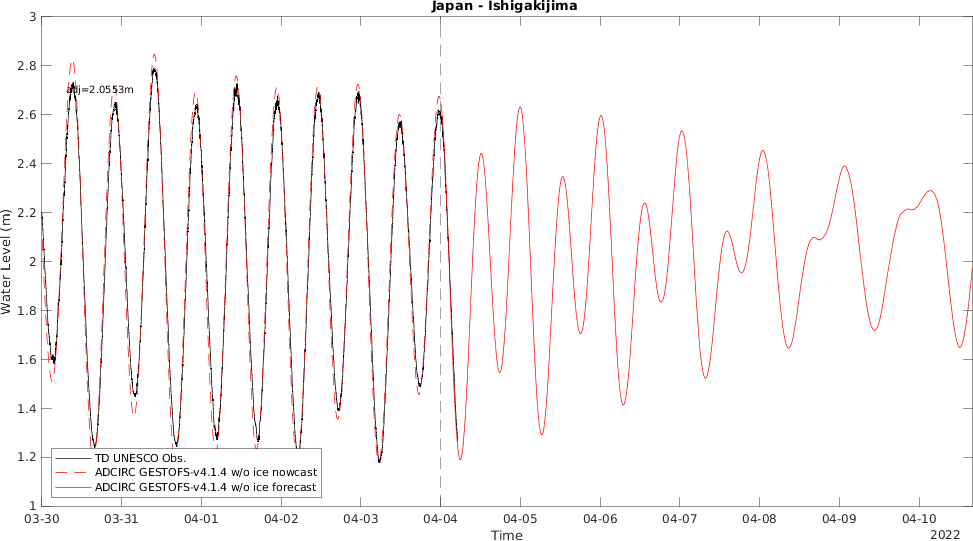 Japan - Ishigakijima
3
2.8
2.6
2.4
2.2
2
1.8
1.6
1.4
1.2
1
Water Level (m)
adj=2.0553m
TD UNESCO Obs.
ADCIRC GESTOFS-v4.1.4 w/o ice nowcast
ADCIRC GESTOFS-v4.1.4 w/o ice forecast
03-30 03-31 04-01 04-02 04-03 04-04 04-05 04-06 04-07 04-08 04-09 04-10
2022
Time